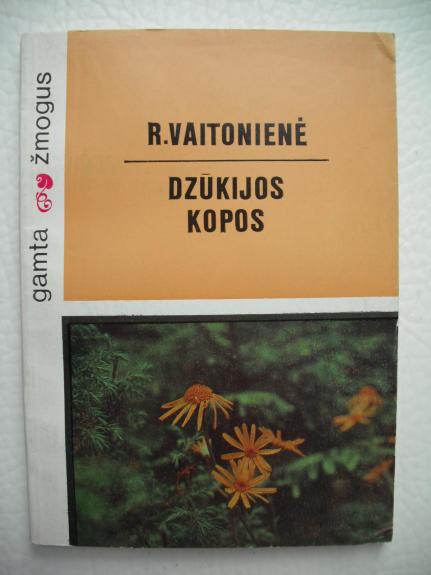 R.VAITONIENĖ
DZŪKIJOS
KOPOS
gamta žmogus